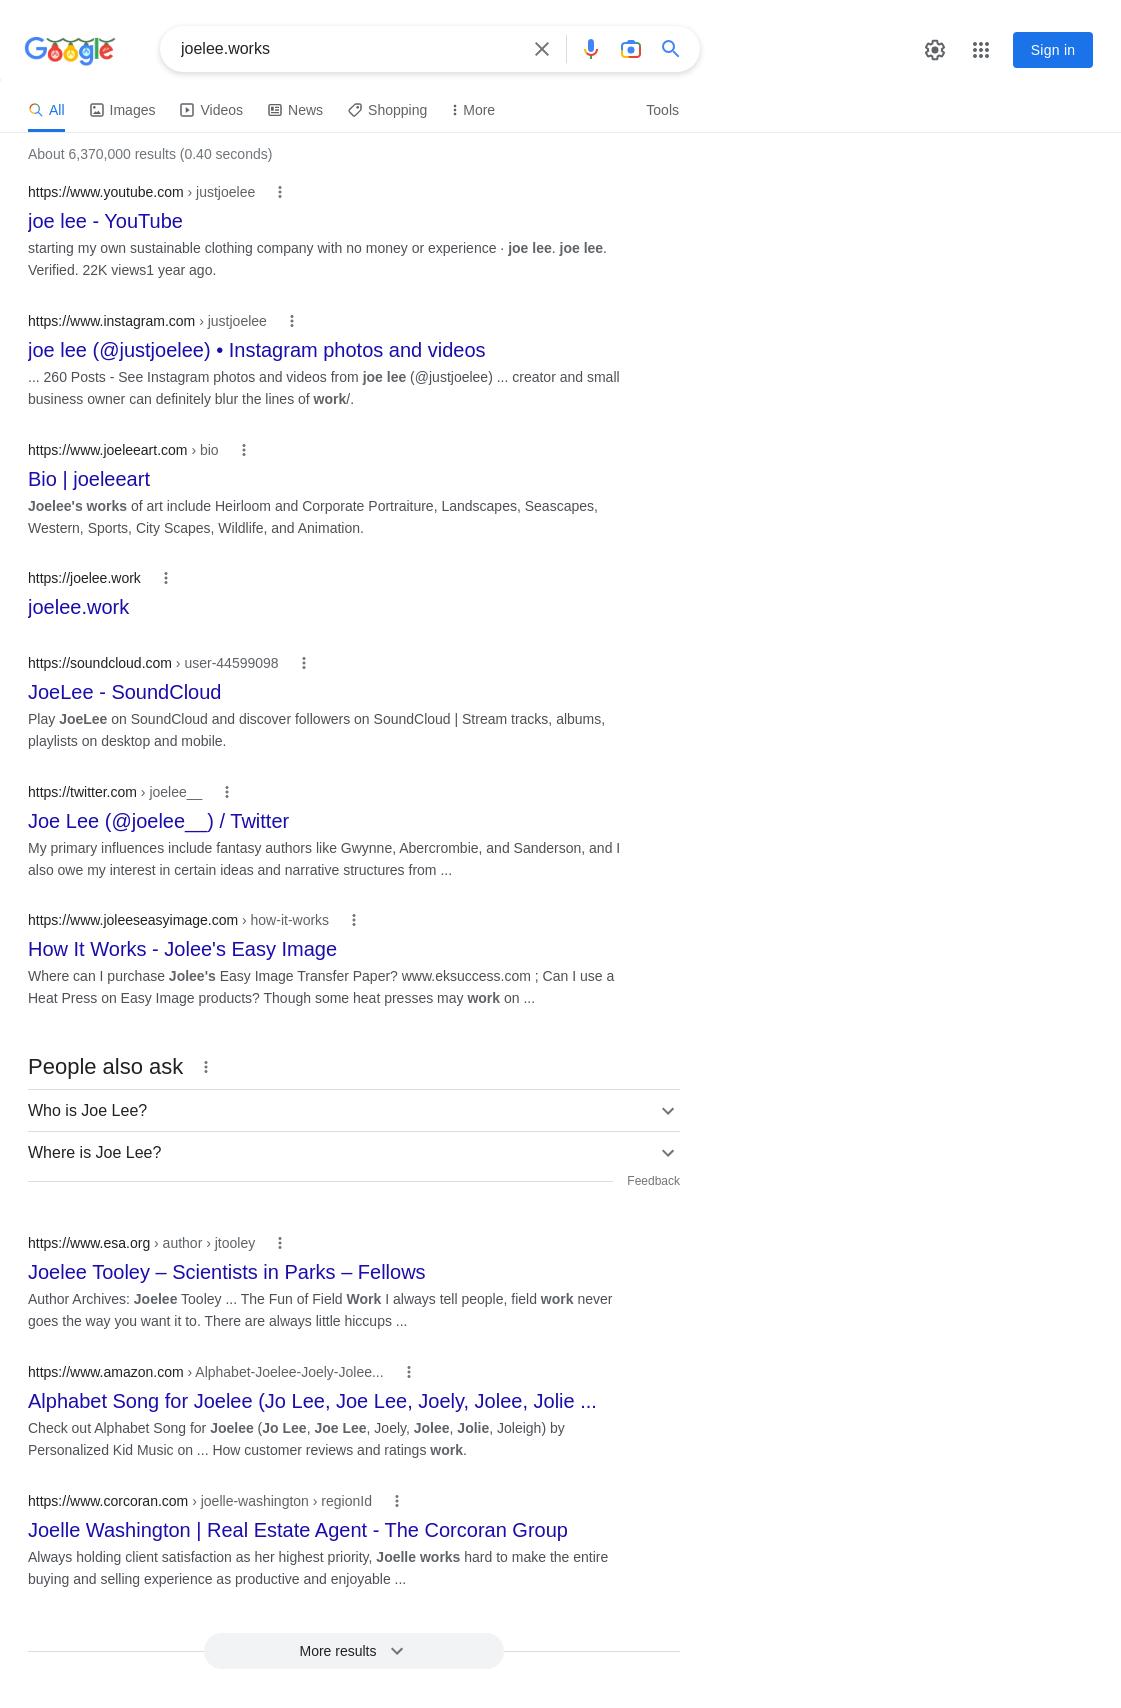 Google
joelee.works
Sign in
All Images Videos News Shopping More Tools
About 6,370,000 results (0.40 seconds)
https://www.youtube.com › justjoelee
joe lee - YouTube
starting my own sustainable clothing company with no money or experience · joe lee. joe lee.
Verified. 22K views1 year ago.
https://www.instagram.com › justjoelee
joe lee (@justjoelee) • Instagram photos and videos
... 260 Posts - See Instagram photos and videos from joe lee (@justjoelee) ... creator and small
business owner can definitely blur the lines of work/.
https://www.joeleeart.com › bio
Bio | joeleeart
Joelee's works of art include Heirloom and Corporate Portraiture, Landscapes, Seascapes,
Western, Sports, City Scapes, Wildlife, and Animation.
https://joelee.work
joelee.work
https://soundcloud.com › user-44599098
JoeLee - SoundCloud
Play JoeLee on SoundCloud and discover followers on SoundCloud | Stream tracks, albums,
playlists on desktop and mobile.
https://twitter.com › joelee__
Joe Lee (@joelee__) / Twitter
My primary influences include fantasy authors like Gwynne, Abercrombie, and Sanderson, and I
also owe my interest in certain ideas and narrative structures from ...
https://www.joleeseasyimage.com › how-it-works
How It Works - Jolee's Easy Image
Where can I purchase Jolee's Easy Image Transfer Paper? www.eksuccess.com ; Can I use a
Heat Press on Easy Image products? Though some heat presses may work on ...
People also ask
Who is Joe Lee?
Where is Joe Lee?
Feedback
https://www.esa.org › author › jtooley
Joelee Tooley – Scientists in Parks – Fellows
Author Archives: Joelee Tooley ... The Fun of Field Work I always tell people, field work never
goes the way you want it to. There are always little hiccups ...
https://www.amazon.com › Alphabet-Joelee-Joely-Jolee...
Alphabet Song for Joelee (Jo Lee, Joe Lee, Joely, Jolee, Jolie ...
Check out Alphabet Song for Joelee (Jo Lee, Joe Lee, Joely, Jolee, Jolie, Joleigh) by
Personalized Kid Music on ... How customer reviews and ratings work.
https://www.corcoran.com › joelle-washington › regionId
Joelle Washington | Real Estate Agent - The Corcoran Group
Always holding client satisfaction as her highest priority, Joelle works hard to make the entire
buying and selling experience as productive and enjoyable ...
More results